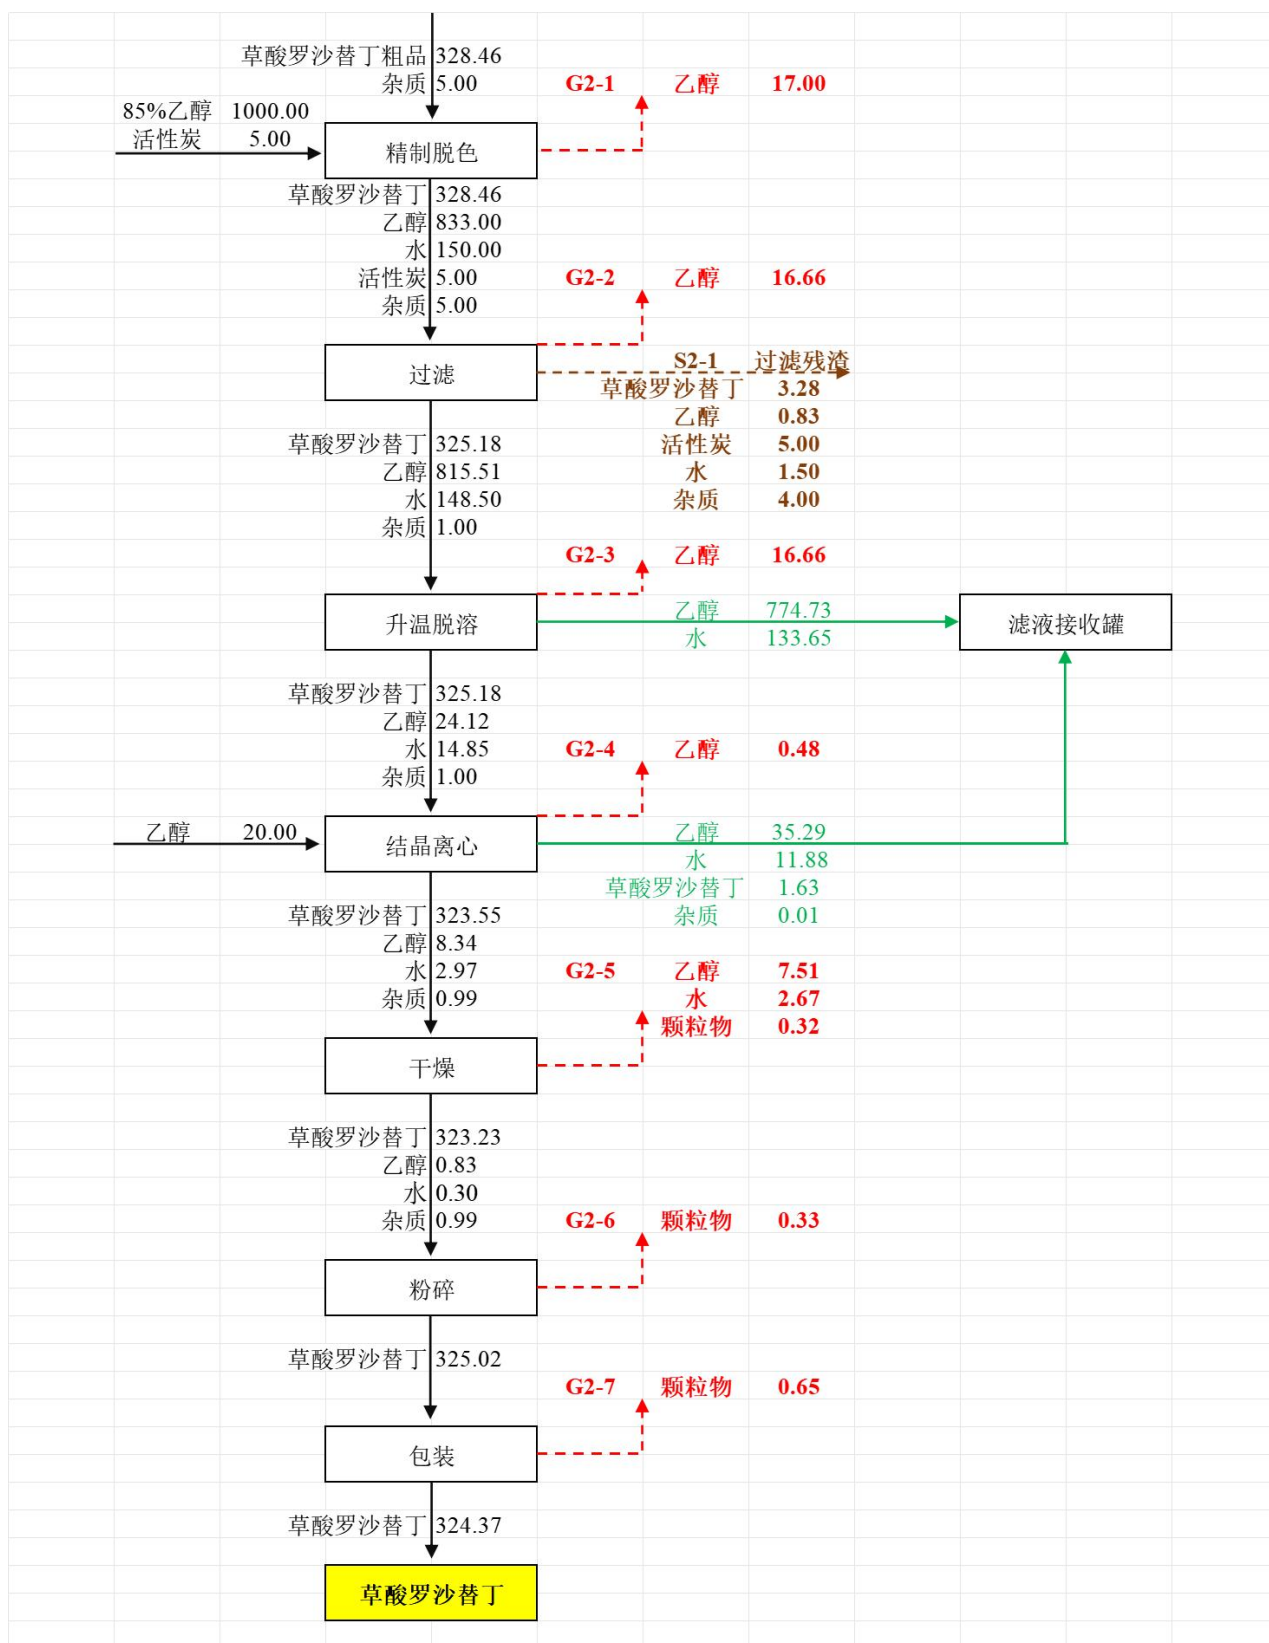 草酸罗沙替丁粗品 328.46
杂质 5.00 G2-1 乙醇 17.00
85%乙醇 1000.00
活性炭 5.00
精制脱色
草酸罗沙替丁 328.46
乙醇 833.00
水 150.00
活性炭 5.00 G2-2 乙醇 16.66
杂质 5.00
过滤 S2-1 过滤残渣
草酸罗沙替丁 3.28
乙醇 0.83
草酸罗沙替丁 325.18 活性炭 5.00
乙醇 815.51 水 1.50
水 148.50 杂质 4.00
杂质 1.00
G2-3 乙醇 16.66
升温脱溶 乙醇 774.73 滤液接收罐
水 133.65
草酸罗沙替丁 325.18
乙醇 24.12
水 14.85 G2-4 乙醇 0.48
杂质 1.00
乙醇 20.00 结晶离心 乙醇 35.29
水 11.88
草酸罗沙替丁 1.63
草酸罗沙替丁 323.55 杂质 0.01
乙醇 8.34
水 2.97 G2-5 乙醇 7.51
杂质 0.99 水 2.67
颗粒物 0.32
干燥
草酸罗沙替丁 323.23
乙醇 0.83
水 0.30
杂质 0.99 G2-6 颗粒物 0.33
粉碎
草酸罗沙替丁 325.02
G2-7 颗粒物 0.65
包装
草酸罗沙替丁 324.37
草酸罗沙替丁